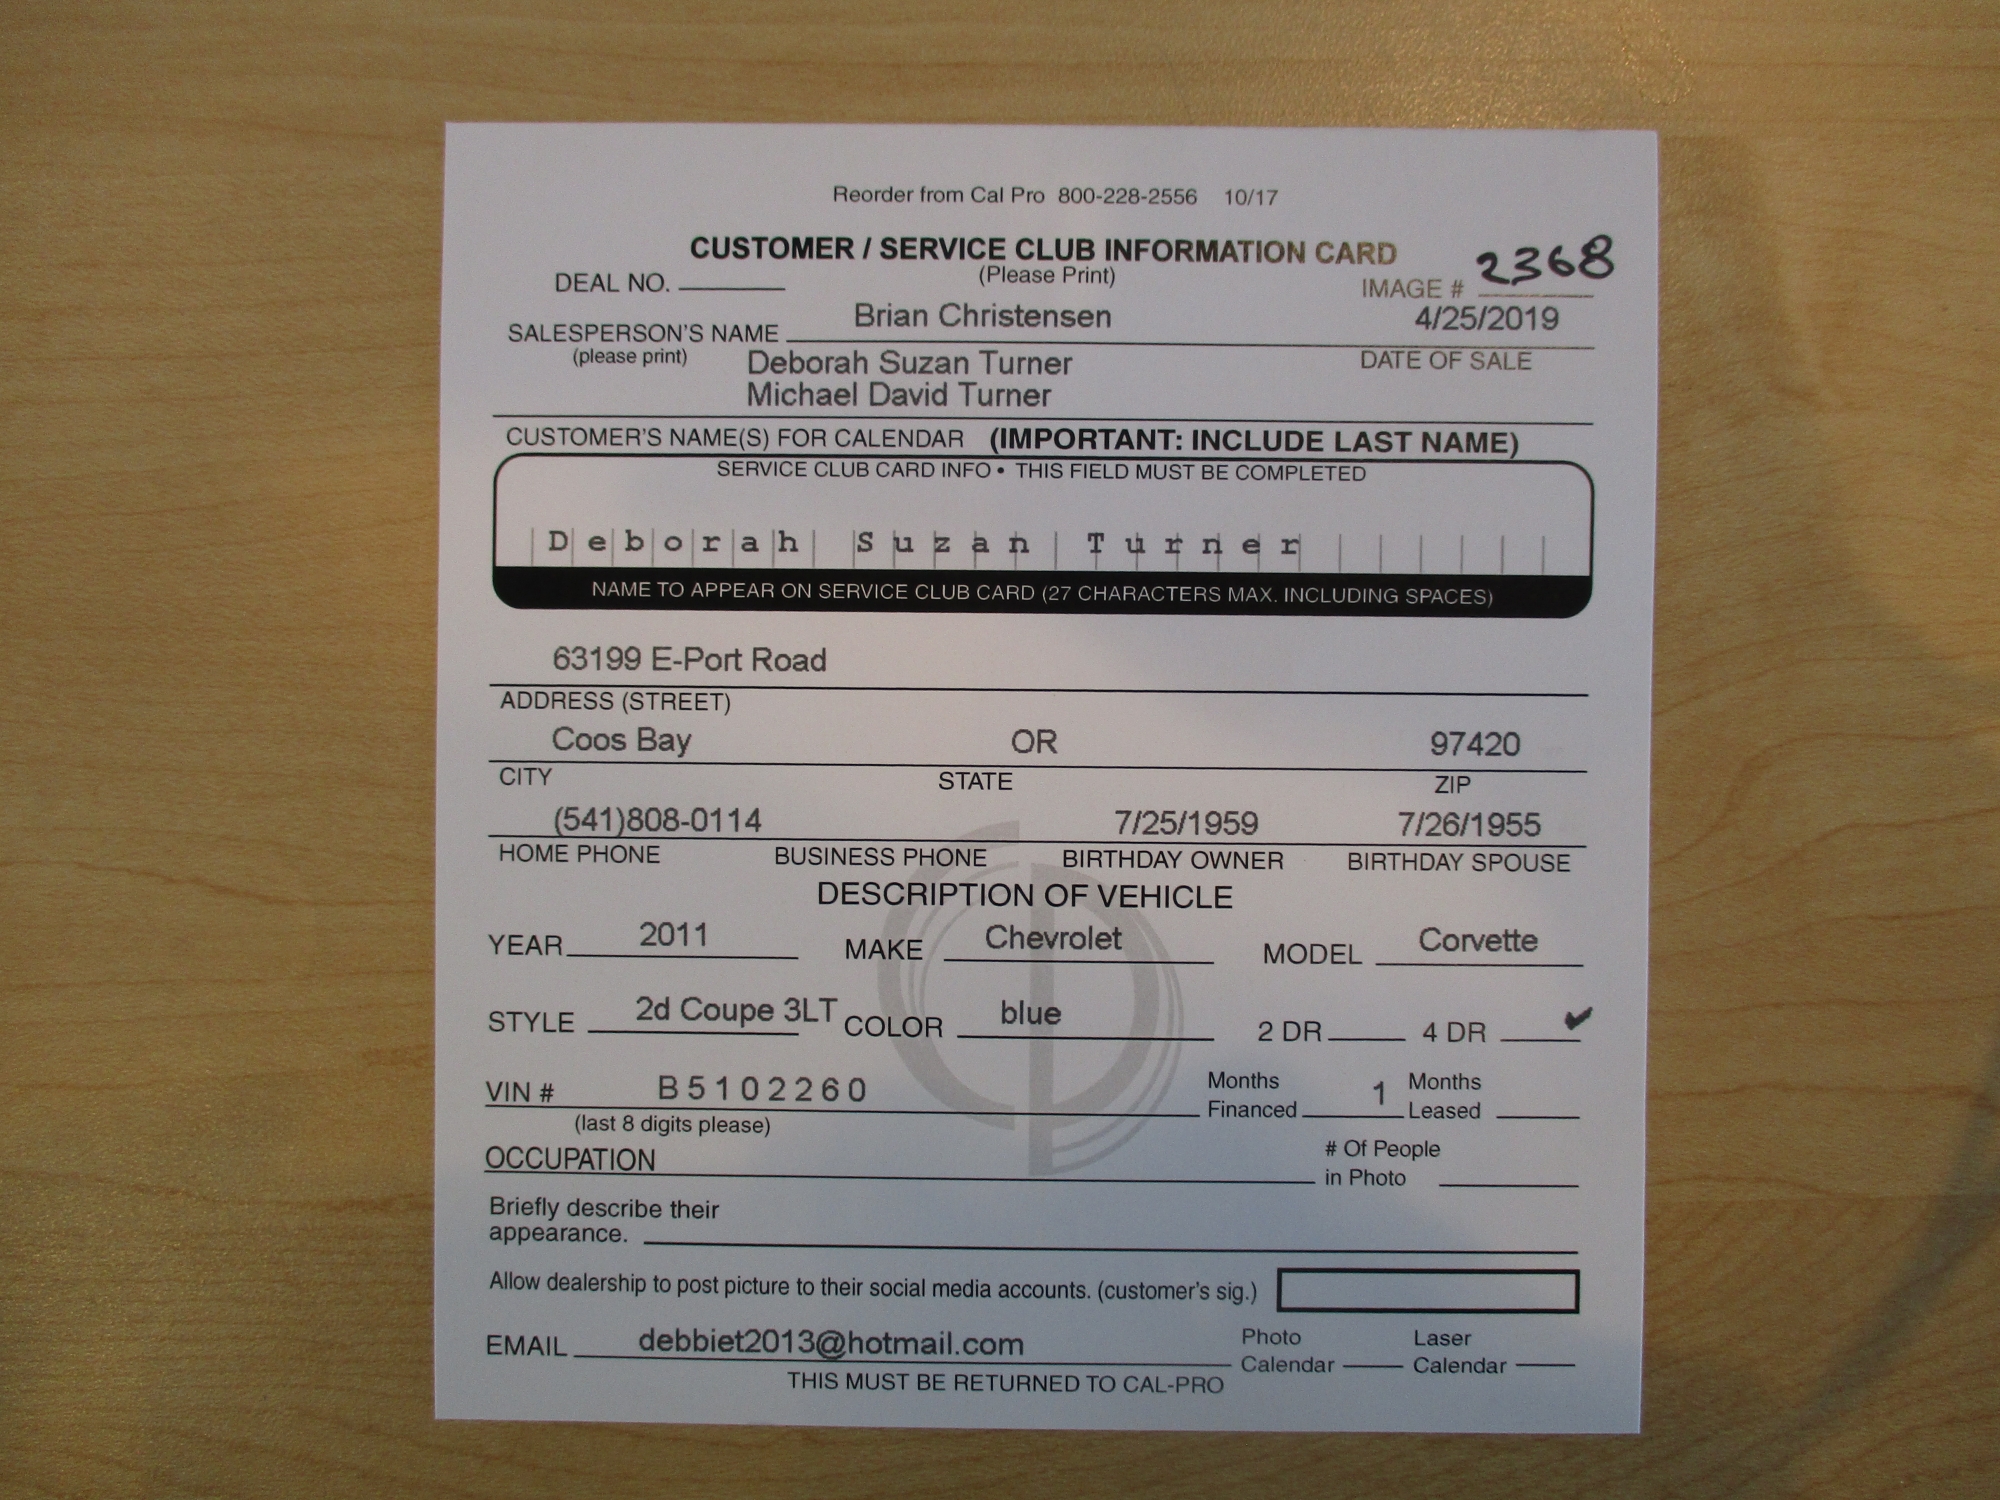 Reorder from Cal Pro 800-228-2556 10/17
CUSTOMER / SERVICE CLUB INFORMATION CARD
(Please Print)
DEAL NO.
IMAGE # 2368
SALESPERSON'S NAME Brian Christensen 4/25/2019
(please print) DATE OF SALE
Deborah Suzan Turner
Michael David Turner
CUSTOMER'S NAME(S) FOR CALENDAR (IMPORTANT: INCLUDE LAST NAME)
SERVICE CLUB CARD INFO • THIS FIELD MUST BE COMPLETED
Deborah Suzan Turner
NAME TO APPEAR ON SERVICE CLUB CARD (27 CHARACTERS MAX. INCLUDING SPACES)
63199 E-Port Road
ADDRESS (STREET)
Coos Bay OR 97420
CITY STATE ZIP
(541)808-0114 7/25/1959 7/26/1955
HOME PHONE BUSINESS PHONE BIRTHDAY OWNER BIRTHDAY SPOUSE
DESCRIPTION OF VEHICLE
YEAR 2011 MAKE Chevrolet MODEL Corvette
STYLE 2d Coupe 3LT COLOR blue 2 DR 4 DR ✔
VIN # B5102260 Months Financed 1 Months Leased
(last 8 digits please)
OCCUPATION # Of People in Photo
Briefly describe their
appearance.
Allow dealership to post picture to their social media accounts. (customer's sig.)
EMAIL debbiet2013@hotmail.com Photo Calendar Laser Calendar
THIS MUST BE RETURNED TO CAL-PRO